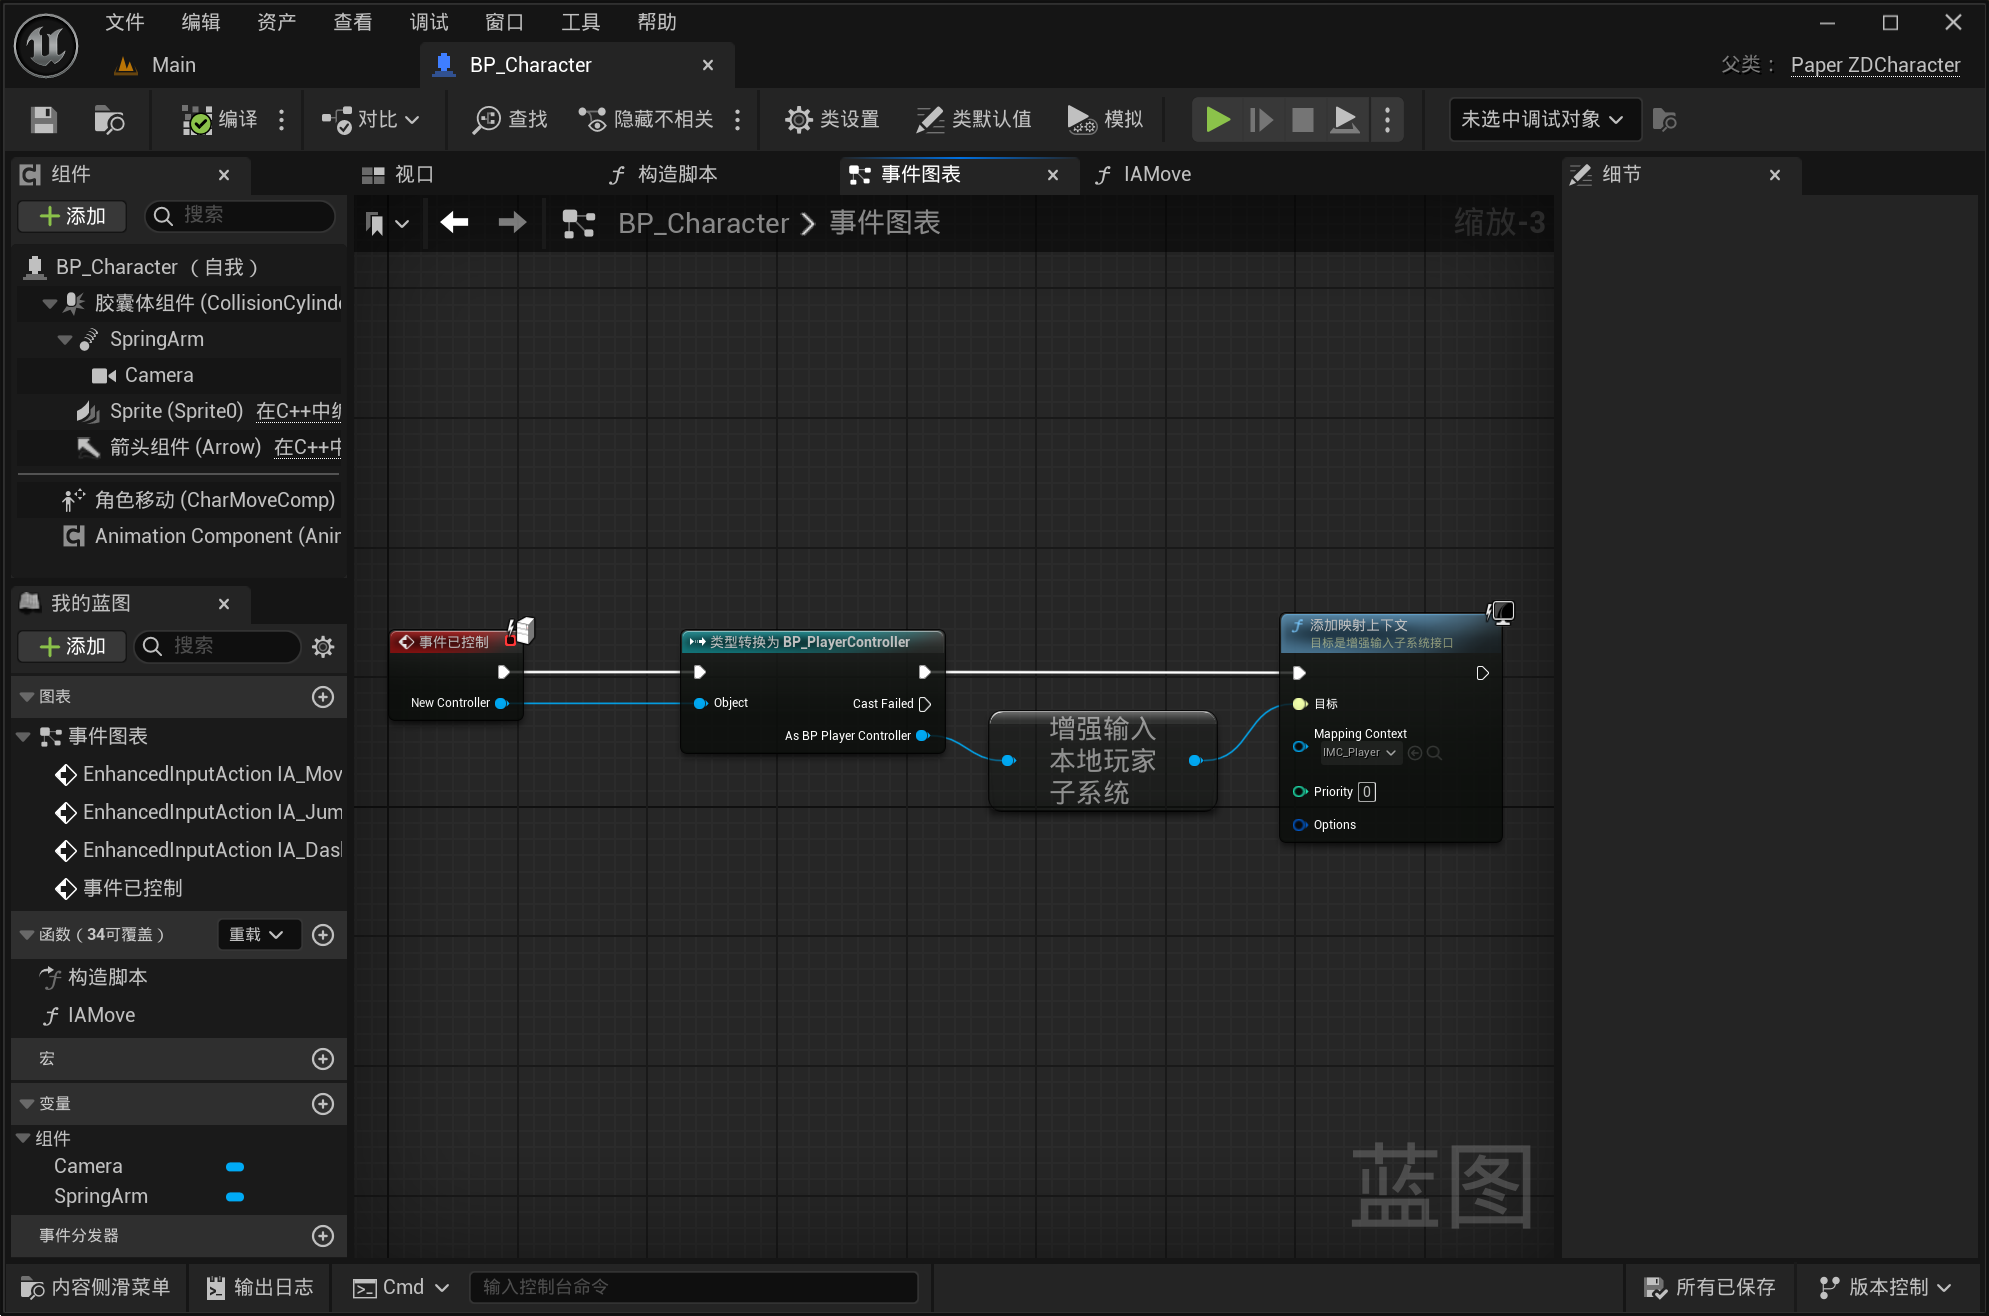 文件 编辑 资产 查看 调试 窗口 工具 帮助
Main
BP_Character
父类： Paper ZDCharacter
编译
对比
查找
隐藏不相关
类设置
类默认值
模拟
未选中调试对象
组件
添加
搜索
BP_Character （自我）
胶囊体组件 (CollisionCylinde
SpringArm
Camera
Sprite (Sprite0) 在C++中编
箭头组件 (Arrow) 在C++中
角色移动 (CharMoveComp)
Animation Component (Anim
我的蓝图
添加
搜索
图表
事件图表
EnhancedInputAction IA_Mov
EnhancedInputAction IA_Jum
EnhancedInputAction IA_Das
事件已控制
函数（34可覆盖）
重载
构造脚本
IAMove
宏
变量
组件
Camera
SpringArm
事件分发器
视口
构造脚本
事件图表
IAMove
BP_Character
事件图表
缩放-3
事件已控制
New Controller
类型转换为 BP_PlayerController
Object
Cast Failed
As BP Player Controller
增强输入
本地玩家
子系统
添加映射上下文
目标是增强输入子系统接口
目标
Mapping Context
IMC_Player
Priority 0
Options
蓝图
细节
内容侧滑菜单
输出日志
Cmd
输入控制台命令
所有已保存
版本控制